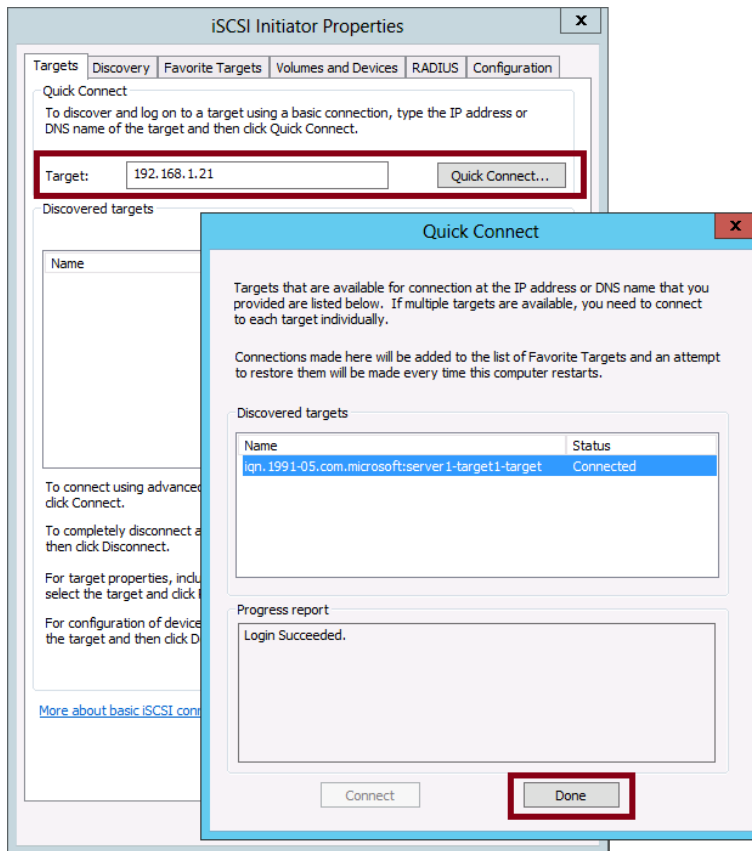 iSCSI Initiator Properties
x
Targets Discovery Favorite Targets Volumes and Devices RADIUS Configuration
Quick Connect
To discover and log on to a target using a basic connection, type the IP address or
DNS name of the target and then click Quick Connect.
Target: 192.168.1.21 Quick Connect...
Discovered targets
Name
To connect using advanced
click Connect.
To completely disconnect a
then click Disconnect.
For target properties, inclu
select the target and click
For configuration of device
the target and then click D
More about basic iSCSI conn
Quick Connect
x
Targets that are available for connection at the IP address or DNS name that you
provided are listed below. If multiple targets are available, you need to connect
to each target individually.
Connections made here will be added to the list of Favorite Targets and an attempt
to restore them will be made every time this computer restarts.
Discovered targets
Name Status
iqn.1991-05.com.microsoft:server1-target1-target Connected
Progress report
Login Succeeded.
Connect Done